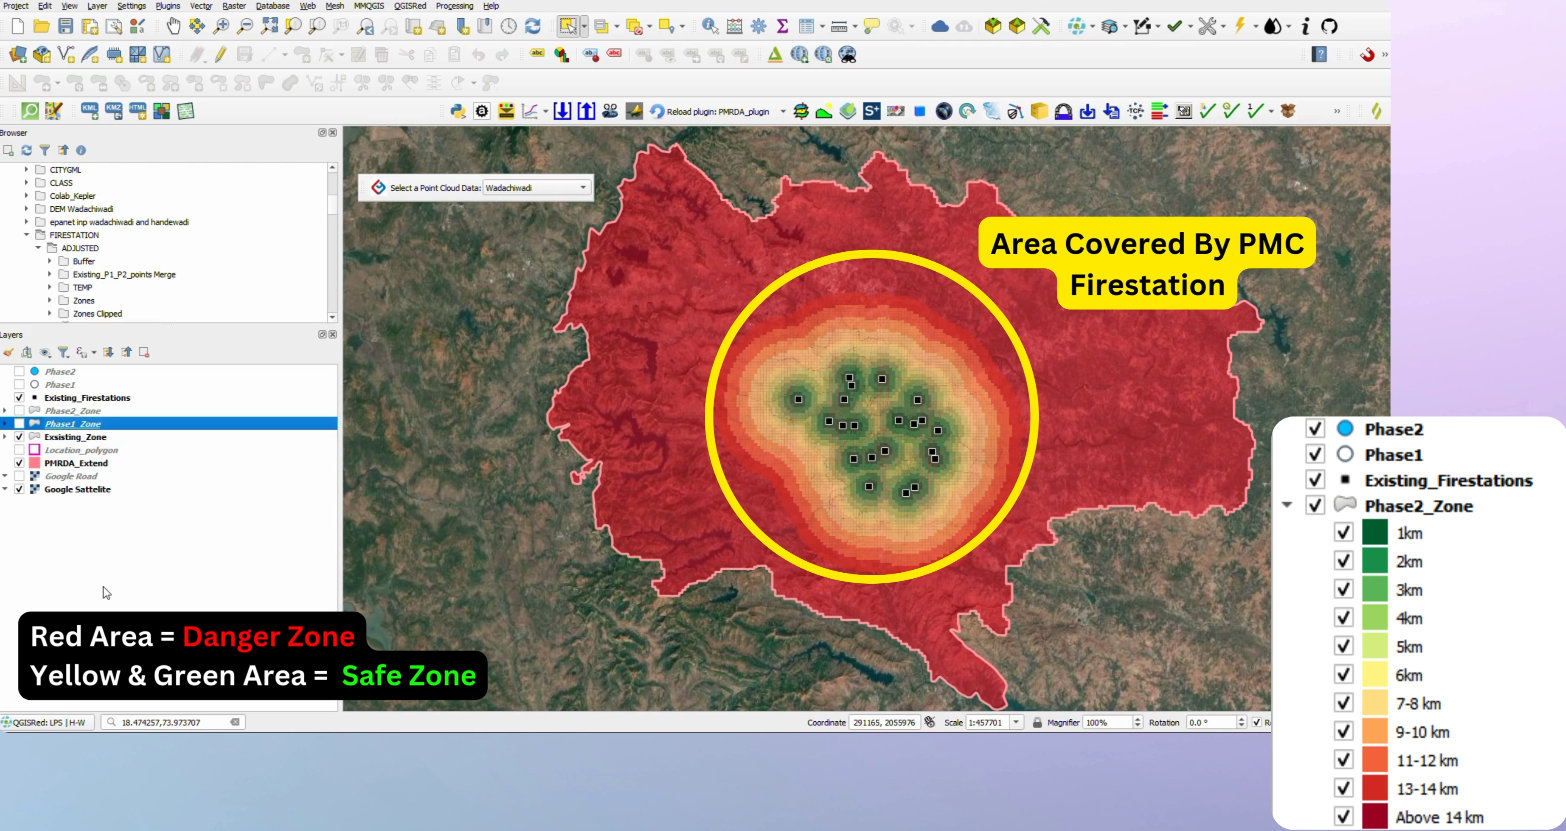 Project Edit View Layer Settings Plugins Vector Raster Database Web Mesh MMQGIS QGISRed Processing Help
Reload plugin: PMRDA_plugin
Browser
CITYGML
CLASS
Colab_Kepler
DEM Wadachiwadi
epanet inp wadachiwadi and handewadi
FIRESTATION
ADJUSTED
Buffer
Existing_P1_P2_points Merge
TEMP
Zones
Zones Clipped
Layers
Phase2
Phase1
Existing_Firestations
Phase2_Zone
Phase1_Zone
Exsisting_Zone
Location_polygon
PMRDA_Extend
Google Road
Google Sattelite
Select a Point Cloud Data: Wadachiwadi
Area Covered By PMC
Firestation
Red Area = Danger Zone
Yellow & Green Area = Safe Zone
Phase2
Phase1
Existing_Firestations
Phase2_Zone
1km
2km
3km
4km
5km
6km
7-8 km
9-10 km
11-12 km
13-14 km
Above 14 km
QGISRed: LPS | H-W 18.474257,73.973707 Coordinate 291165, 2055976 Scale 1:457701 Magnifier 100% Rotation 0.0 °